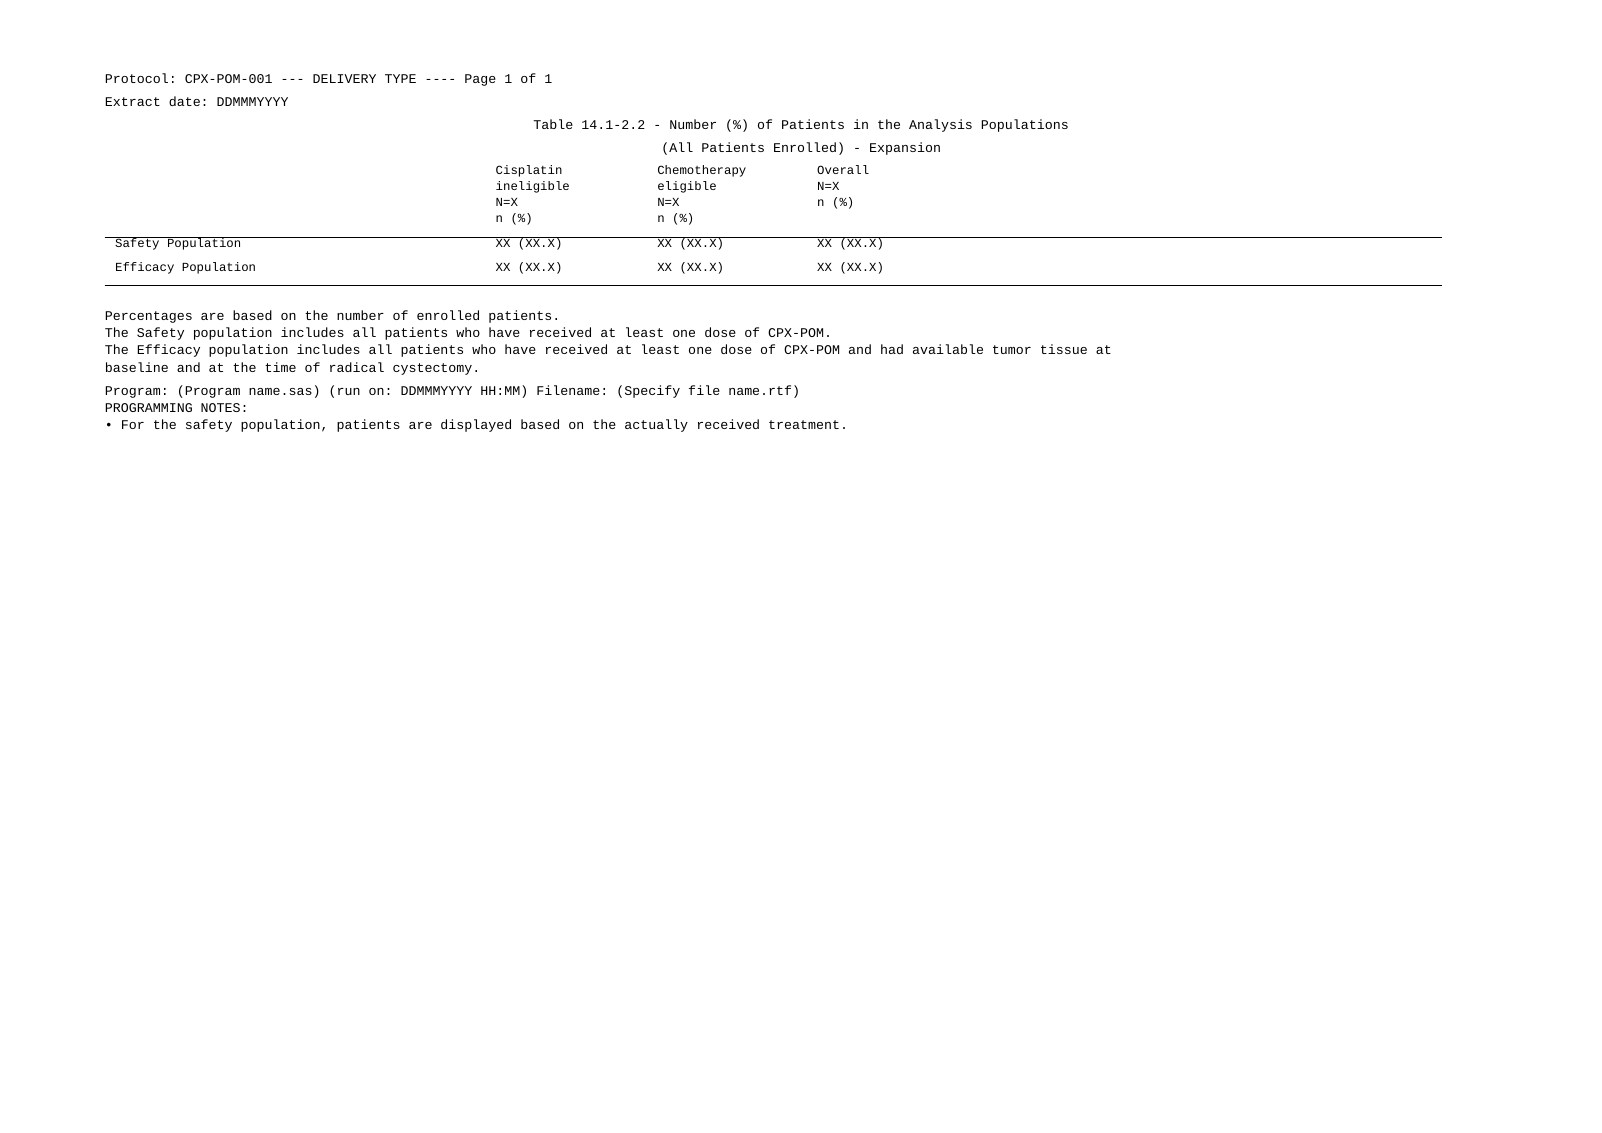 Protocol: CPX-POM-001 --- DELIVERY TYPE ---- Page 1 of 1
Extract date: DDMMMYYYY
Table 14.1-2.2 - Number (%) of Patients in the Analysis Populations
(All Patients Enrolled) - Expansion
Cisplatin Chemotherapy Overall
ineligible eligible N=X
N=X N=X n (%)
n (%) n (%)
Safety Population XX (XX.X) XX (XX.X) XX (XX.X)
Efficacy Population XX (XX.X) XX (XX.X) XX (XX.X)
Percentages are based on the number of enrolled patients.
The Safety population includes all patients who have received at least one dose of CPX-POM.
The Efficacy population includes all patients who have received at least one dose of CPX-POM and had available tumor tissue at
baseline and at the time of radical cystectomy.
Program: (Program name.sas) (run on: DDMMMYYYY HH:MM) Filename: (Specify file name.rtf)
PROGRAMMING NOTES:
• For the safety population, patients are displayed based on the actually received treatment.